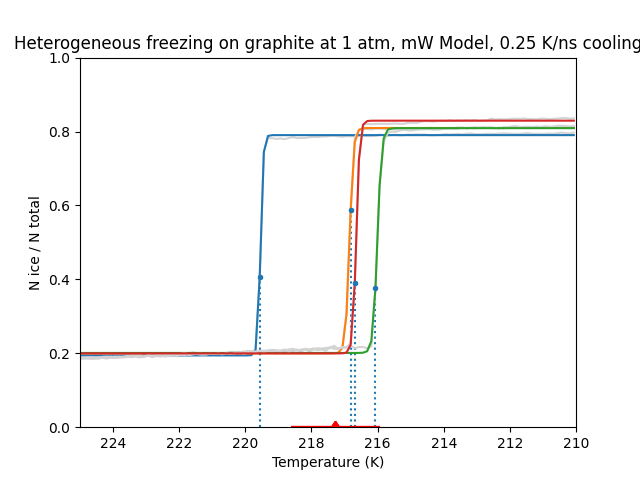 Heterogeneous freezing on graphite at 1 atm, mW Model, 0.25 K/ns cooling
1.0
0.8
0.6
0.4
0.2
0.0
N ice / N total
224 222 220 218 216 214 212 210
Temperature (K)